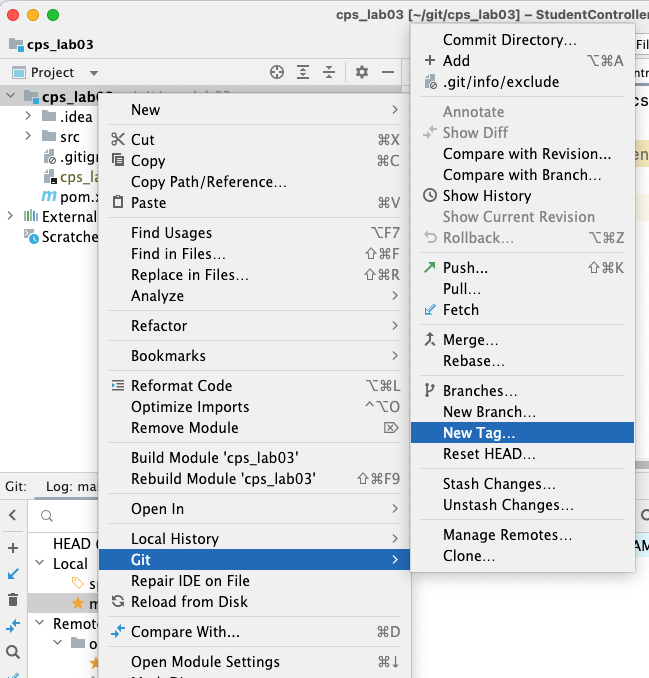 cps_lab03 [~/git/cps_lab03] – StudentController
cps_lab03
Project
cps_lab03
.idea
src
.gitign
cps_la
pom.x
External
Scratche
New
Cut ⌘X
Copy ⌘C
Copy Path/Reference...
Paste ⌘V
Find Usages ⌥F7
Find in Files... ⇧⌘F
Replace in Files... ⇧⌘R
Analyze
Refactor
Bookmarks
Reformat Code ⌥⌘L
Optimize Imports ^⌥O
Remove Module ⌦
Build Module 'cps_lab03'
Rebuild Module 'cps_lab03' ⇧⌘F9
Open In
Local History
Git
Repair IDE on File
Reload from Disk
Compare With... ⌘D
Open Module Settings ⌘↓
Commit Directory...
Add ⌥⌘A
.git/info/exclude
Annotate
Show Diff
Compare with Revision...
Compare with Branch...
Show History
Show Current Revision
Rollback... ⌥⌘Z
Push... ⇧⌘K
Pull...
Fetch
Merge...
Rebase...
Branches...
New Branch...
New Tag...
Reset HEAD...
Stash Changes...
Unstash Changes...
Manage Remotes...
Clone...
Git: Log: ma
HEAD (
Local
Remote